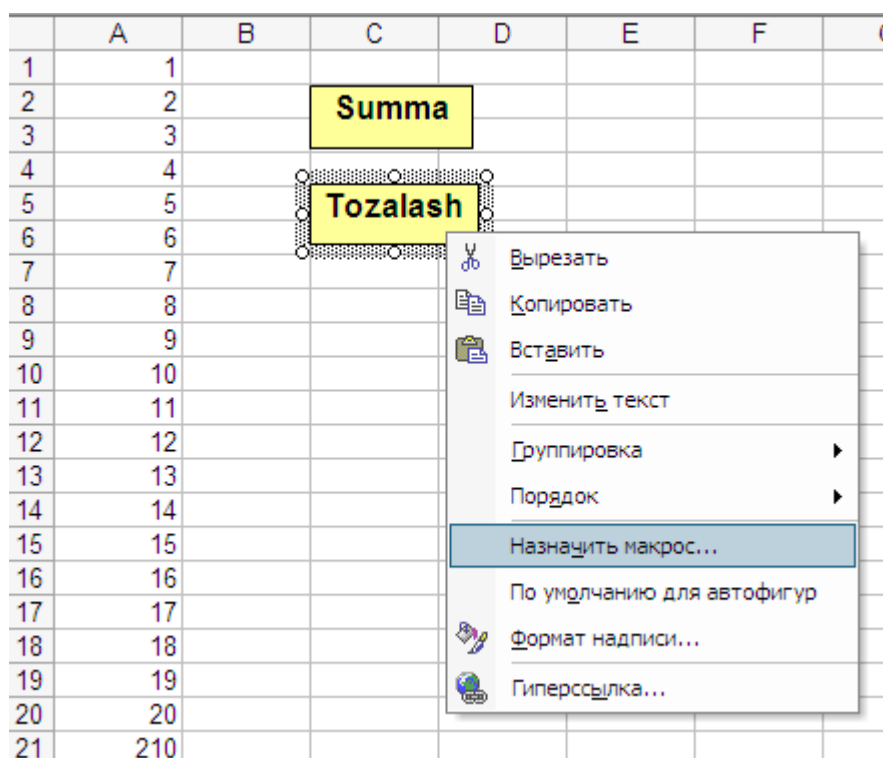 A B C D E F
1 1
2 2 Summa
3 3
4 4
5 5 Tozalash
6 6
7 7 Вырезать
8 8 Копировать
9 9
10 10 Вставить
11 11 Изменить текст
12 12
13 13 Группировка
14 14 Порядок
15 15 Назначить макрос...
16 16
17 17 По умолчанию для автофигур
18 18 Формат надписи...
19 19 Гиперссылка...
20 20
21 210